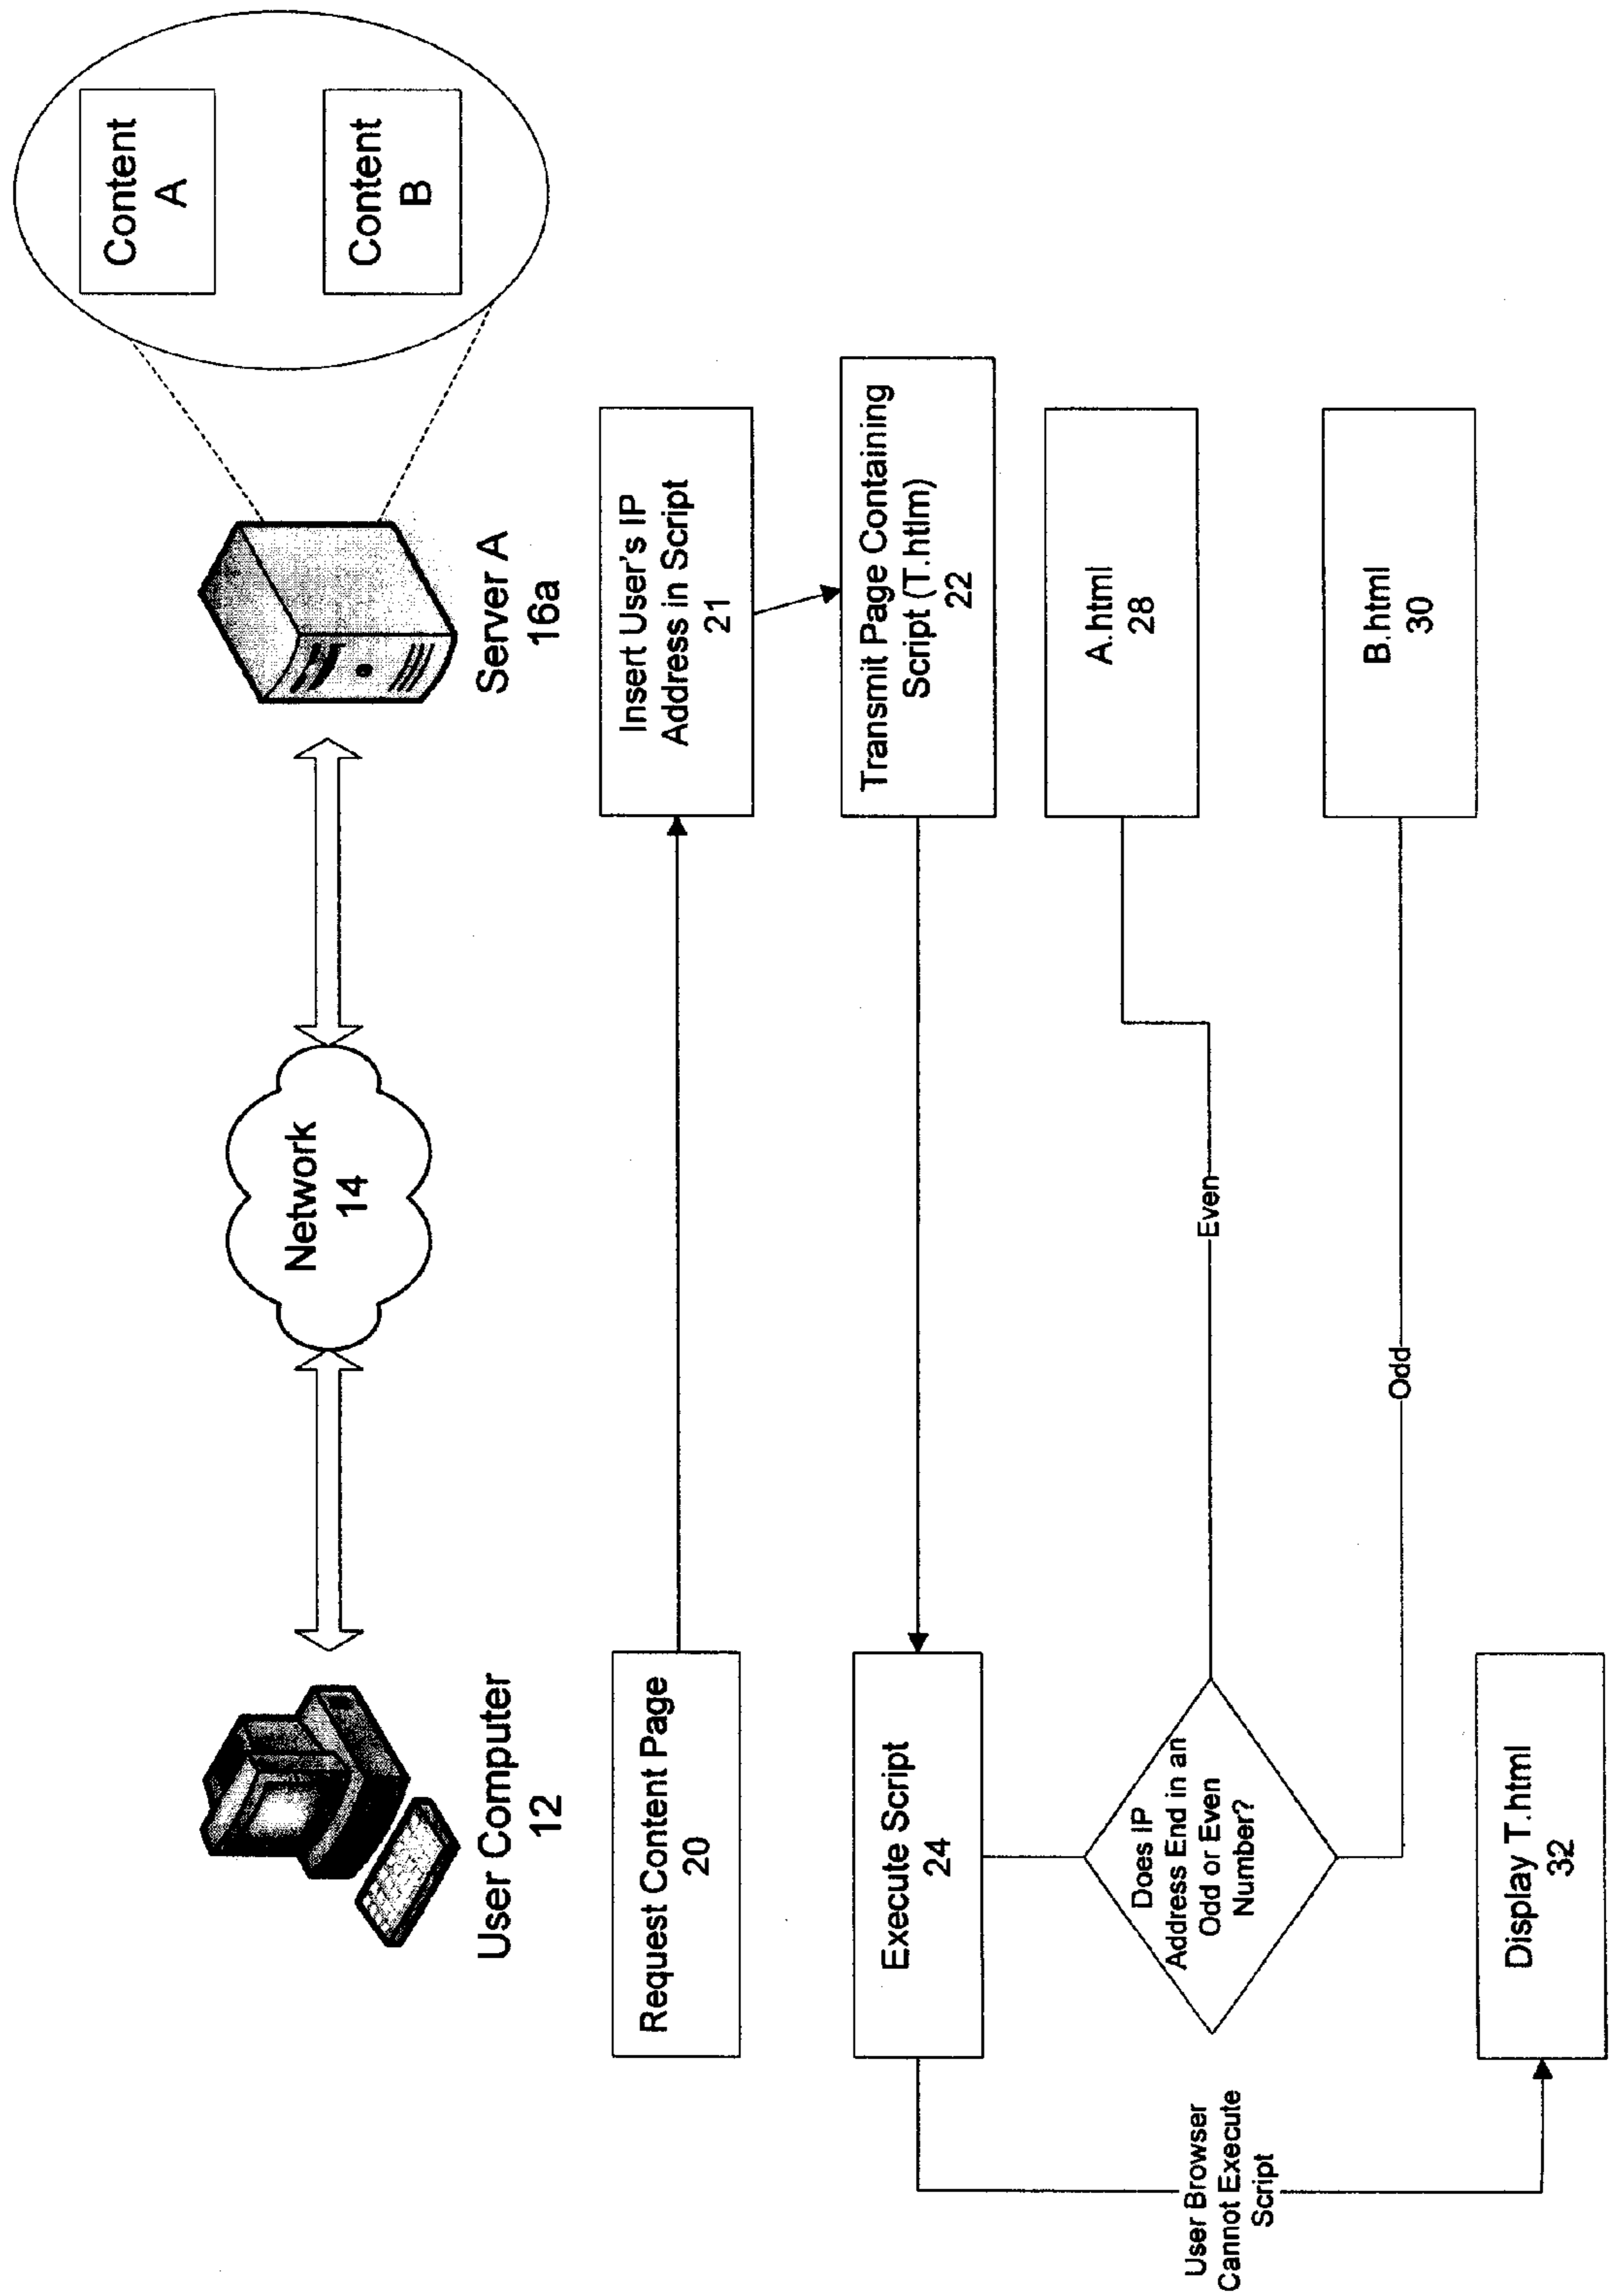 Content
A
Content
B
Network
14
Server A
16a
User Computer
12
Request Content Page
20
Insert User's IP
Address in Script
21
Transmit Page Containing
Script (T.htlm)
22
Execute Script
24
A.html
28
Does IP
Address End in an
Odd or Even
Number?
Even
Odd
B.html
30
User Browser
Cannot Execute
Script
Display T.html
32